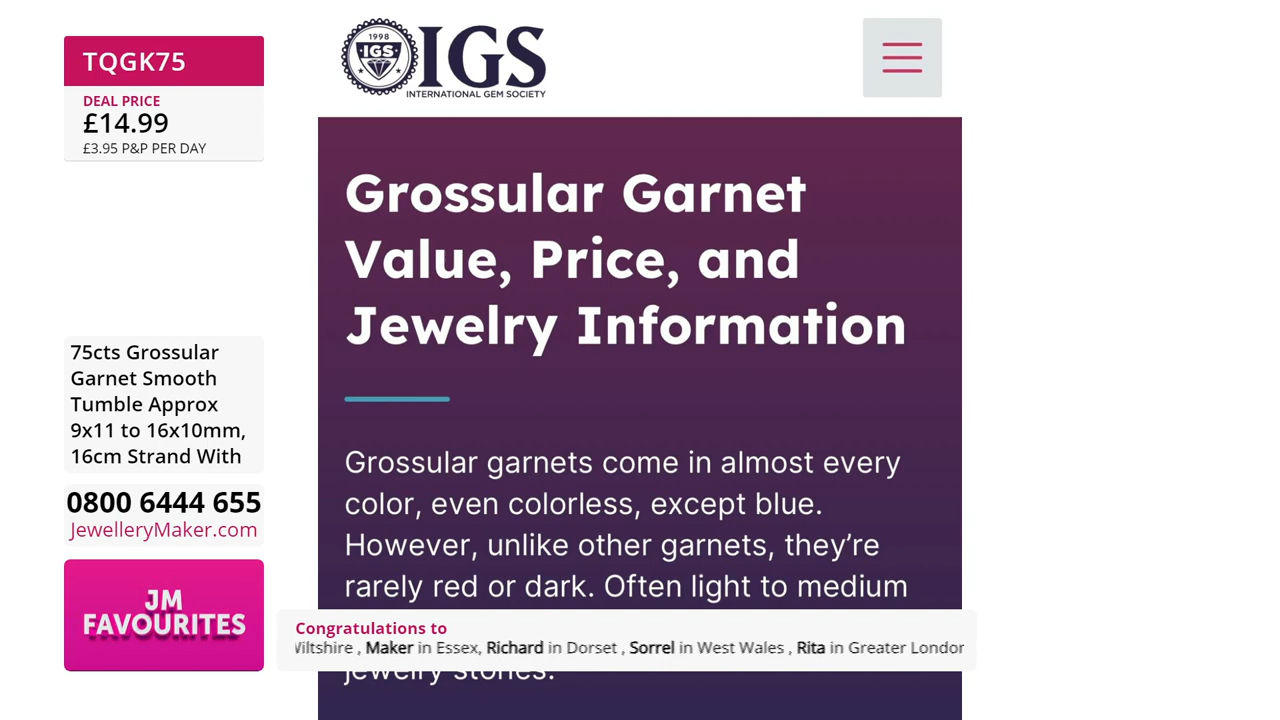 TQGK75
DEAL PRICE
£14.99
£3.95 P&P PER DAY
75cts Grossular
Garnet Smooth
Tumble Approx
9x11 to 16x10mm,
16cm Strand With
0800 6444 655
JewelleryMaker.com
JM
FAVOURITES
1998
IGS
IGS
INTERNATIONAL GEM SOCIETY
Grossular Garnet
Value, Price, and
Jewelry Information
Grossular garnets come in almost every
color, even colorless, except blue.
However, unlike other garnets, they’re
rarely red or dark. Often light to medium
jewelry stones.
Congratulations to
Wiltshire , Maker in Essex, Richard in Dorset , Sorrel in West Wales , Rita in Greater London